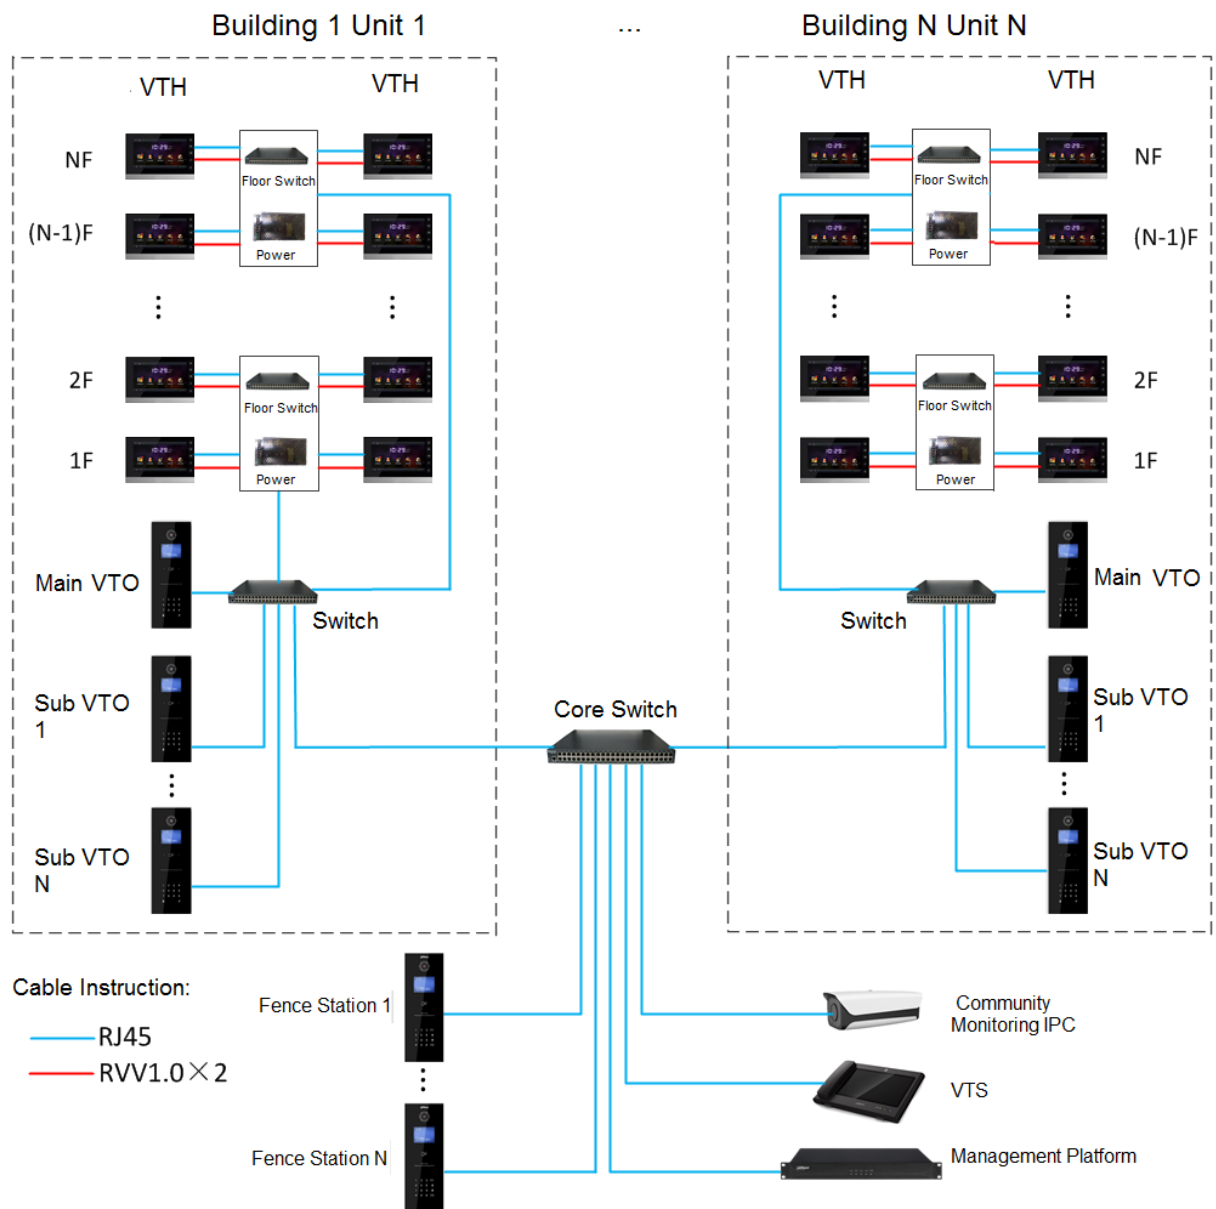 Building 1 Unit 1
...
Building N Unit N
VTH
VTH
VTH
VTH
NF
Floor Switch
Floor Switch
NF
(N-1)F
Power
Power
(N-1)F
2F
Floor Switch
Floor Switch
2F
1F
Power
Power
1F
Main VTO
Switch
Switch
Main VTO
Sub VTO
1
Core Switch
Sub VTO
1
Sub VTO
N
Sub VTO
N
Cable Instruction:
RJ45
RVV1.0×2
Fence Station 1
Community
Monitoring IPC
VTS
Fence Station N
Management Platform